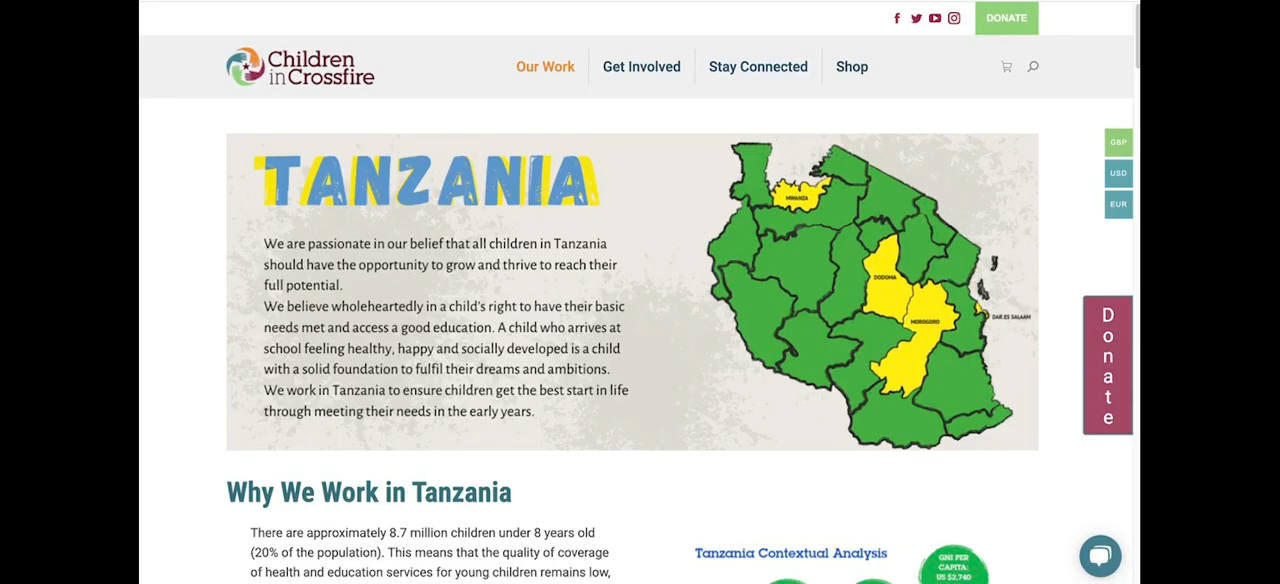 DONATE
Children
in Crossfire
Our Work
Get Involved
Stay Connected
Shop
GBP
USD
EUR
TANZANIA
We are passionate in our belief that all children in Tanzania
should have the opportunity to grow and thrive to reach their
full potential.
We believe wholeheartedly in a child's right to have their basic
needs met and access a good education. A child who arrives at
school feeling healthy, happy and socially developed is a child
with a solid foundation to fulfil their dreams and ambitions.
We work in Tanzania to ensure children get the best start in life
through meeting their needs in the early years.
MWANZA
DODOMA
MOROGORO
DAR ES SALAAM
Donate
Why We Work in Tanzania
There are approximately 8.7 million children under 8 years old
(20% of the population). This means that the quality of coverage
of health and education services for young children remains low,
Tanzania Contextual Analysis
GNI PER
CAPITA:
US $2,740